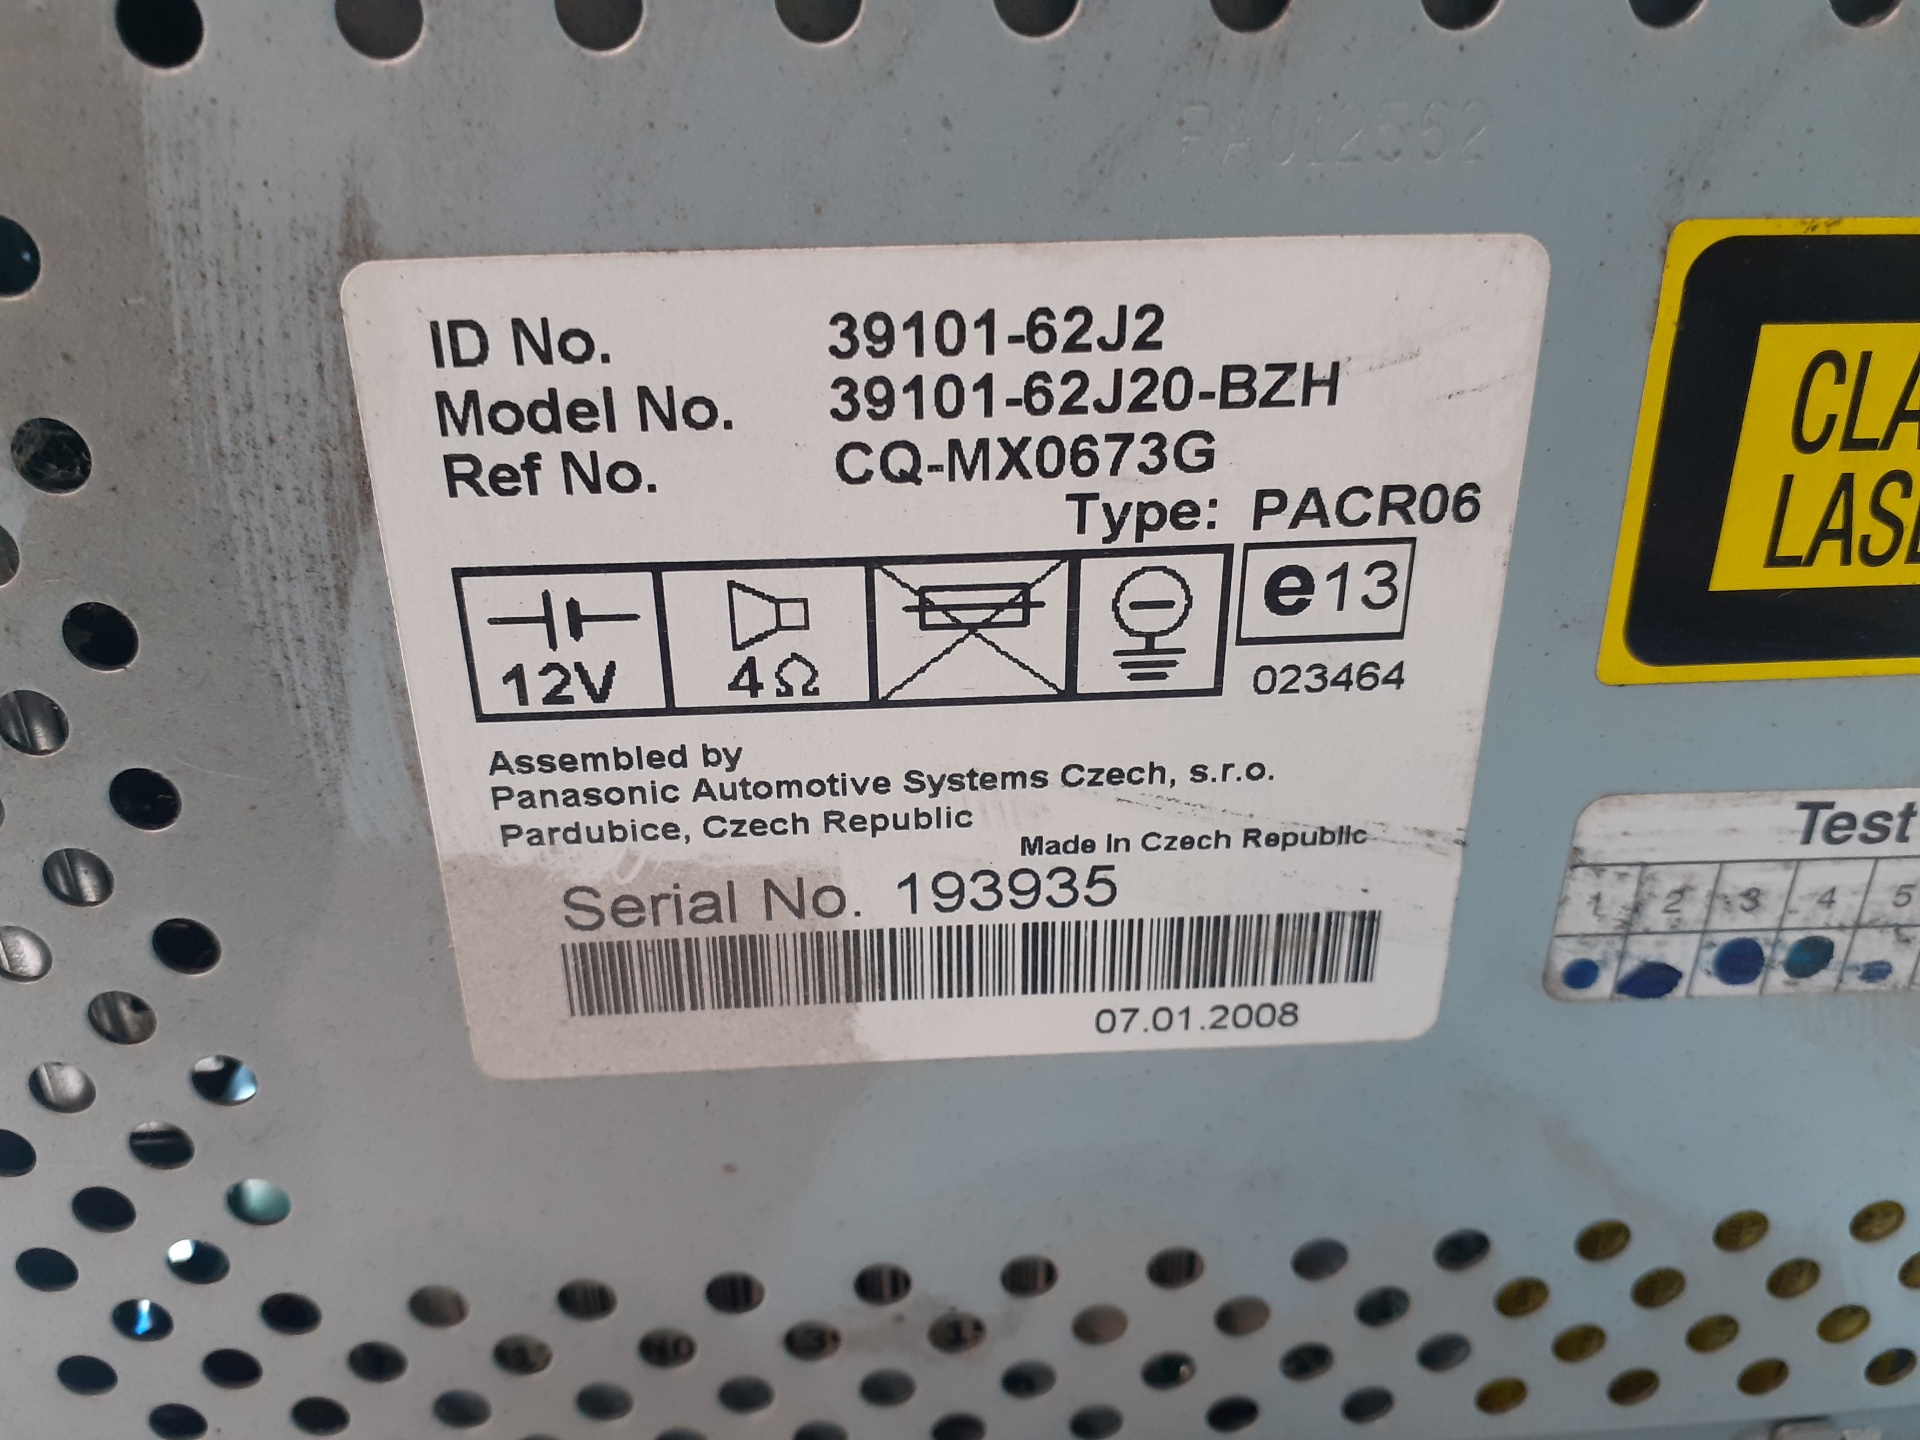 PA012562
ID No. 39101-62J2
Model No. 39101-62J20-BZH
Ref No. CQ-MX0673G
Type: PACR06
12V
4Ω
e13
023464
Assembled by
Panasonic Automotive Systems Czech, s.r.o.
Pardubice, Czech Republic
Made in Czech Republic
Serial No. 193935
07.01.2008
CLA
LASE
Test
1 2 3 4 5